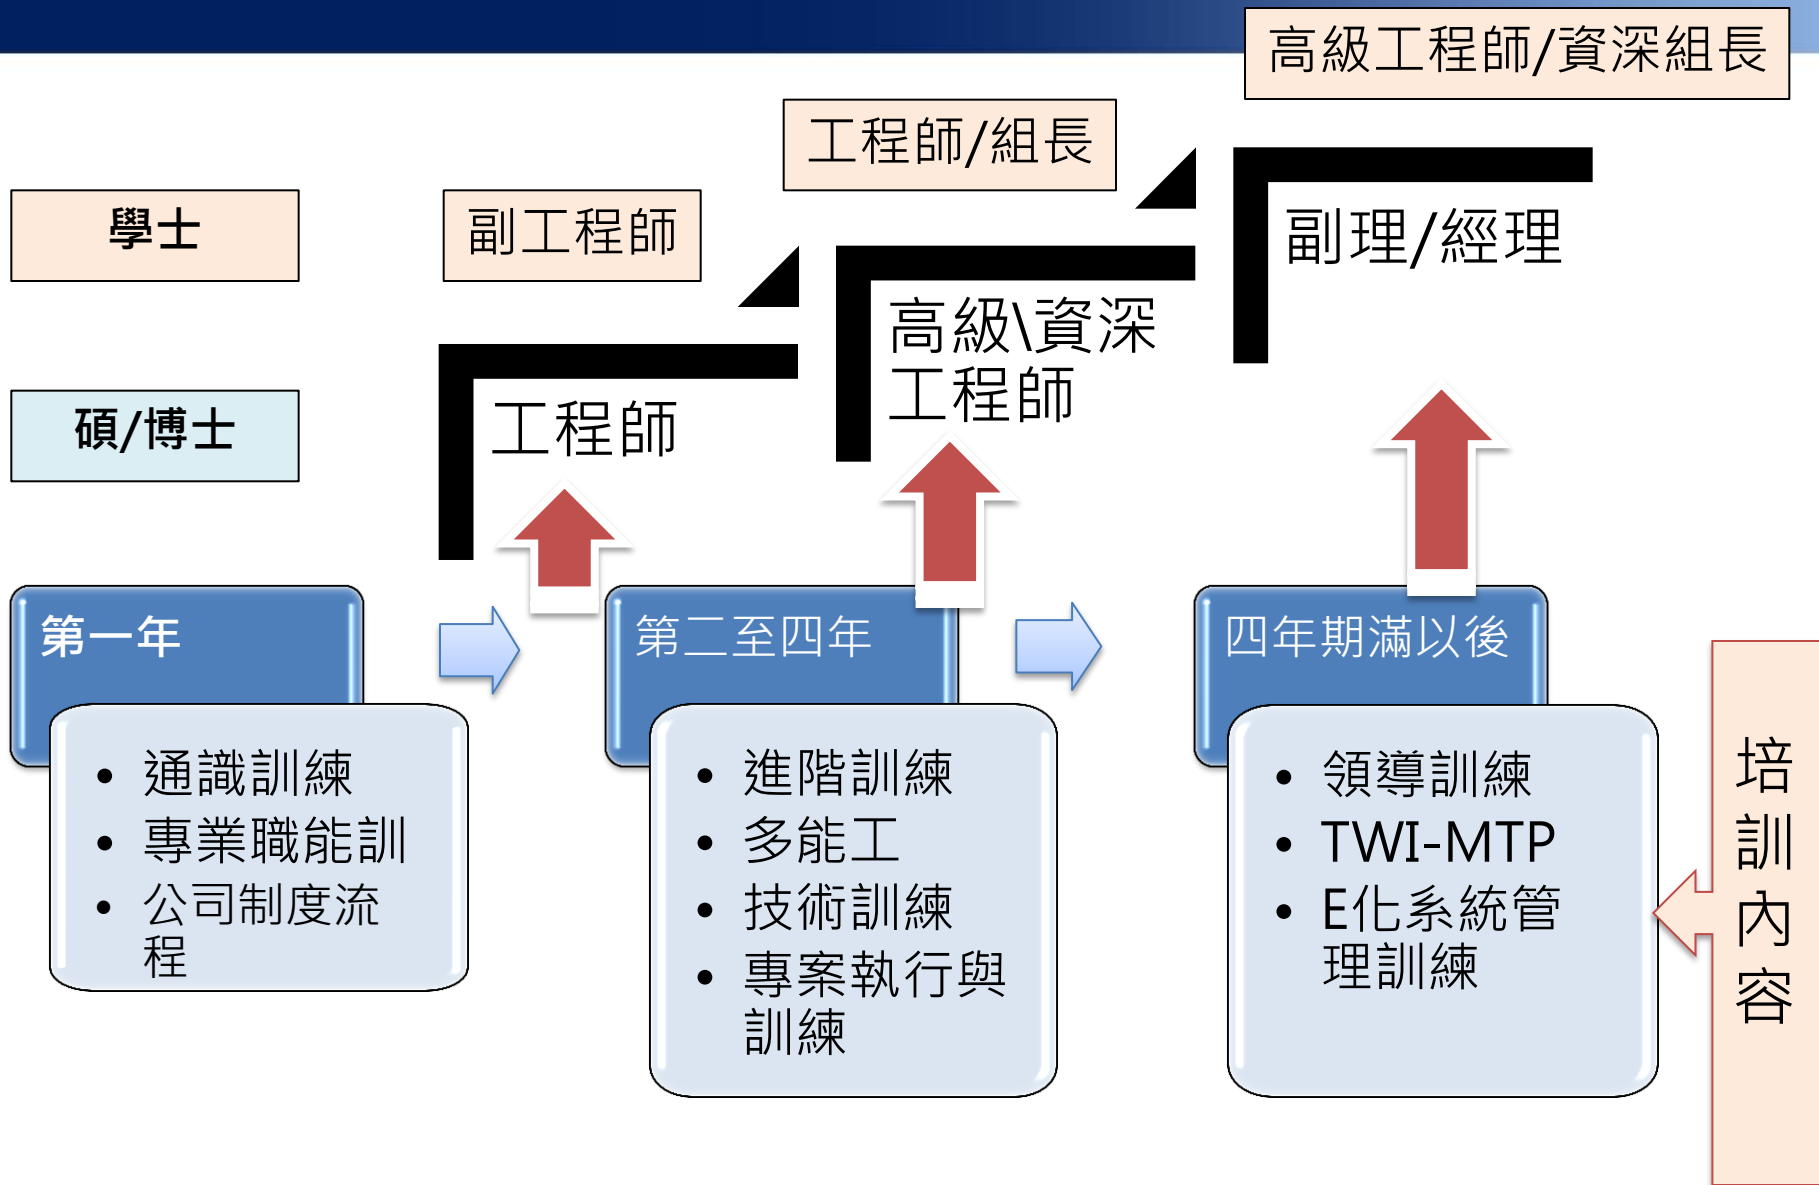 高級工程師/資深組長
工程師/組長
學士
副工程師
副理/經理
高級\資深
工程師
碩/博士
工程師
第一年
第二至四年
四年期滿以後
• 通識訓練
• 專業職能訓
• 公司制度流
程
• 進階訓練
• 多能工
• 技術訓練
• 專案執行與
訓練
• 領導訓練
• TWI-MTP
• E化系統管
理訓練
培訓內容